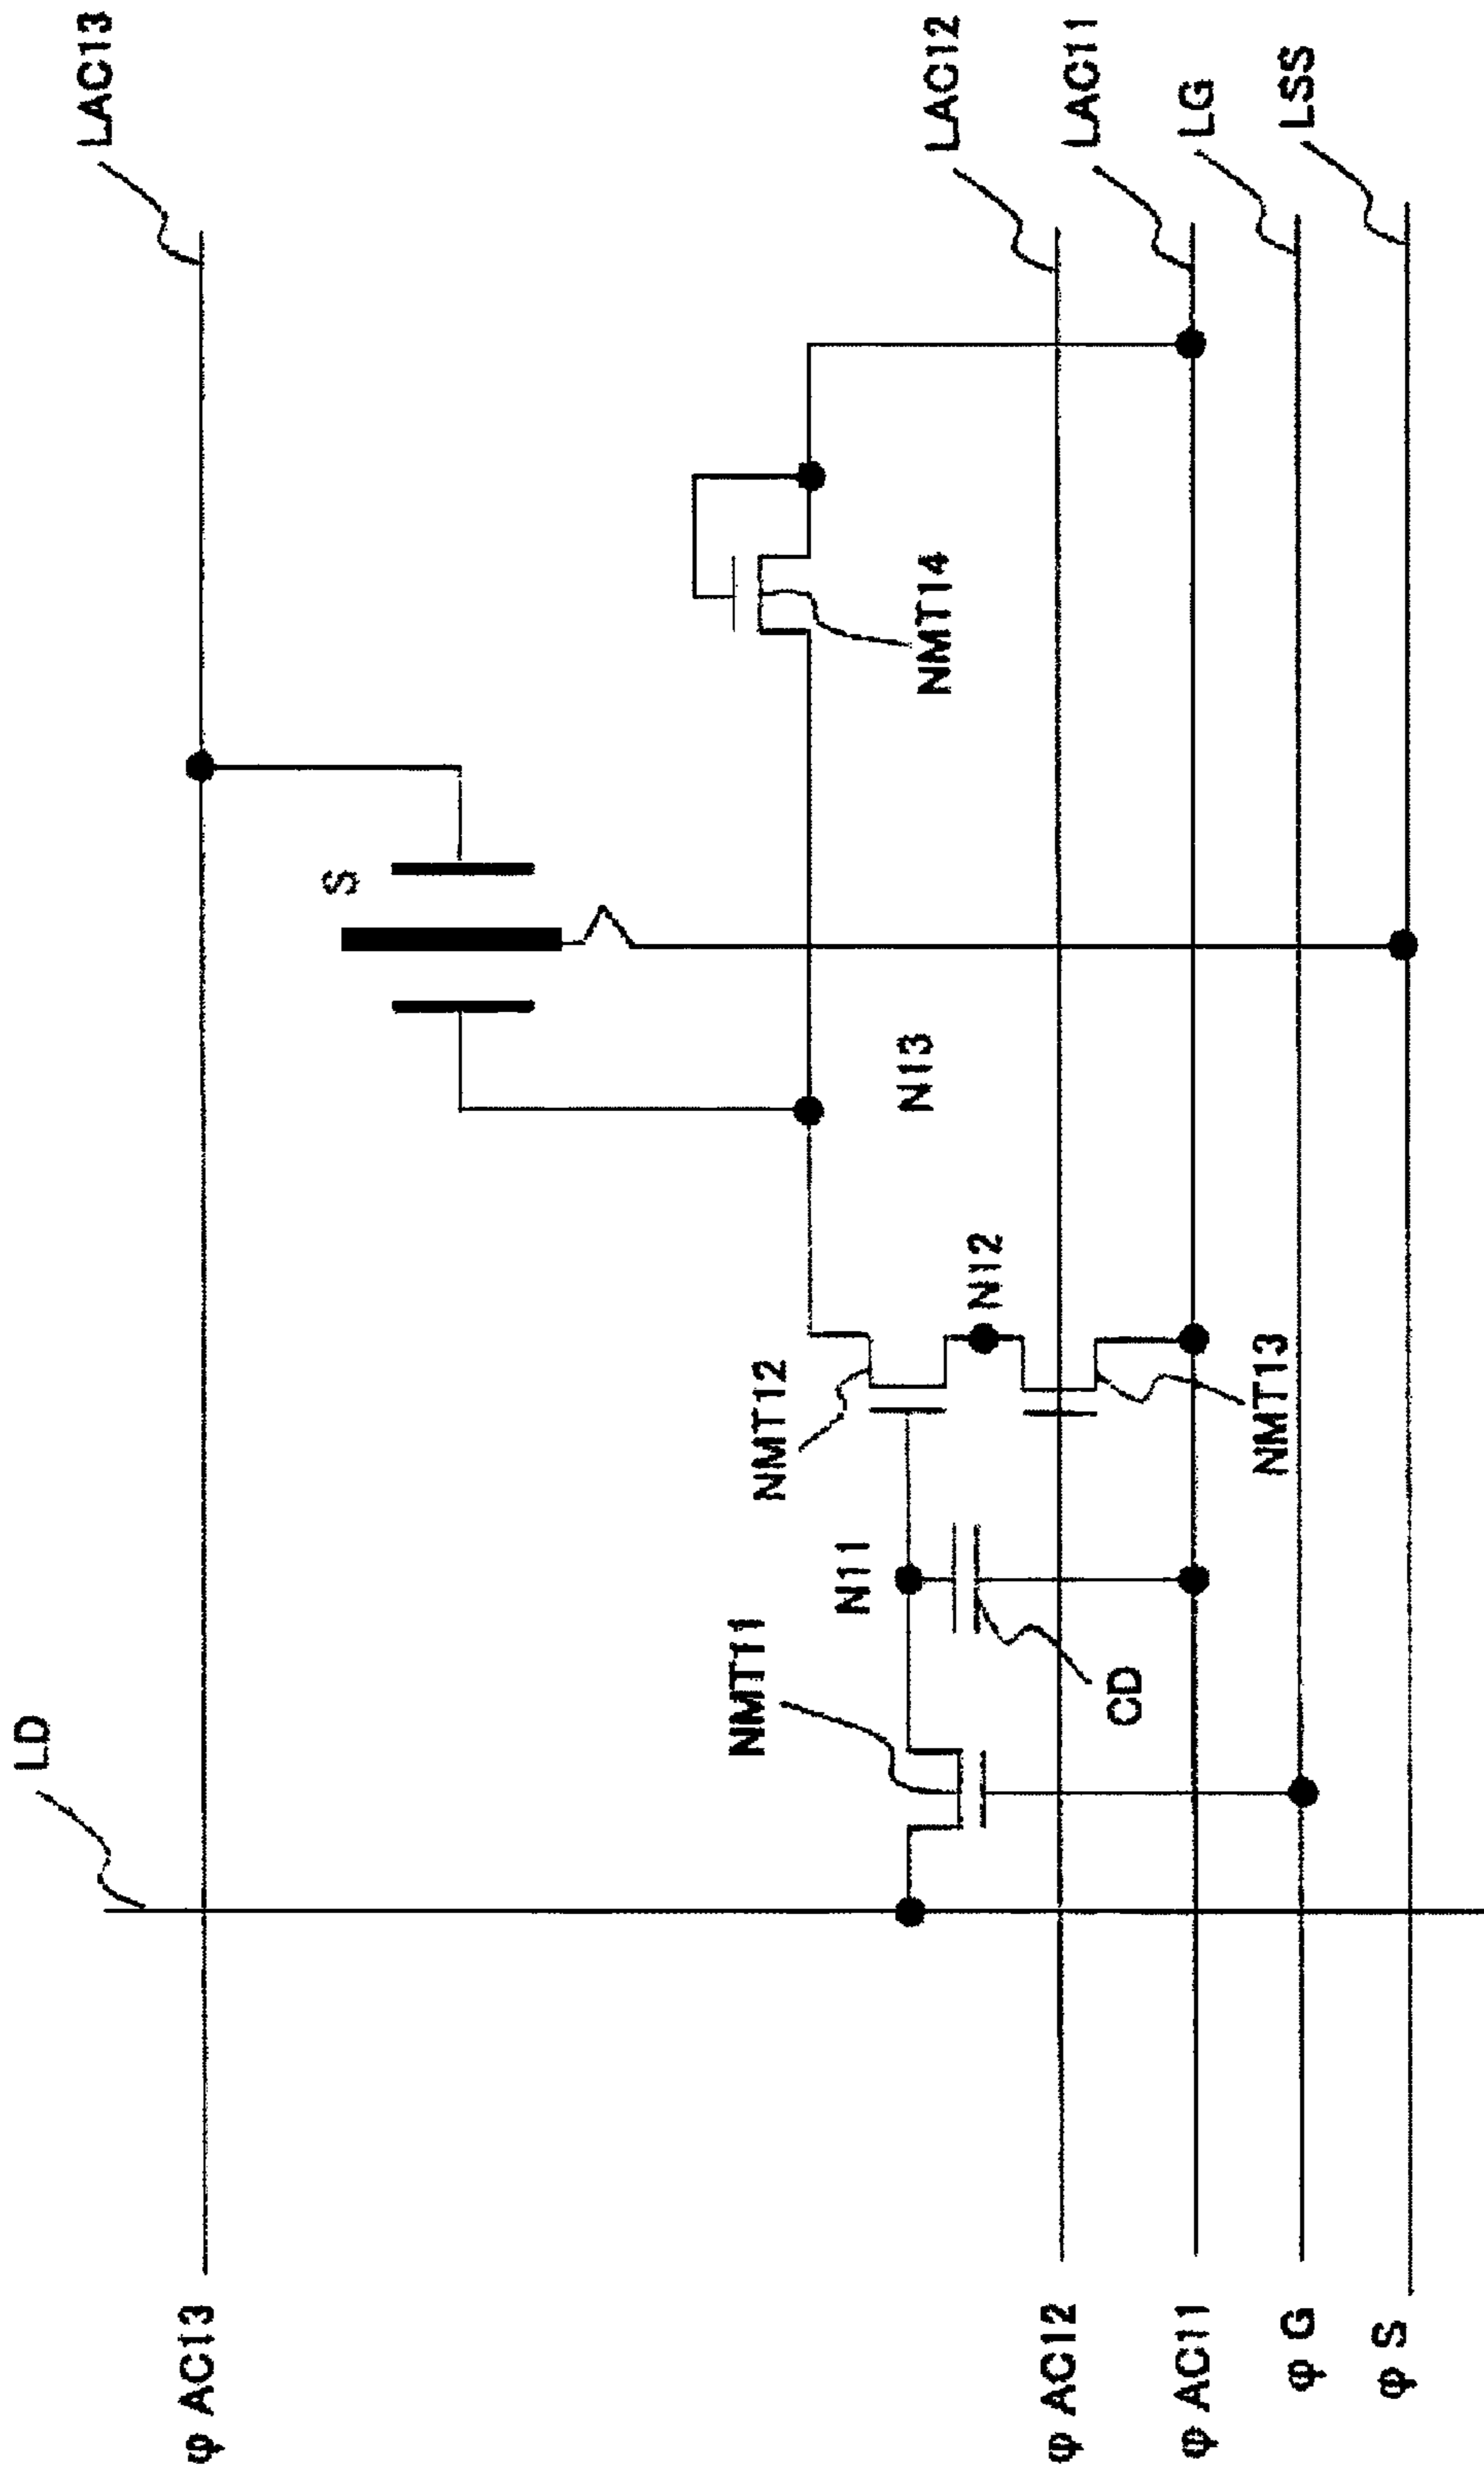 LD
LAC13
S
NMT11
N11
NMT12
N12
N13
NMT14
CD
NMT13
LAC12
LAC11
LG
LSS
φ AC13
φ AC12
φ AC11
φ G
φ S